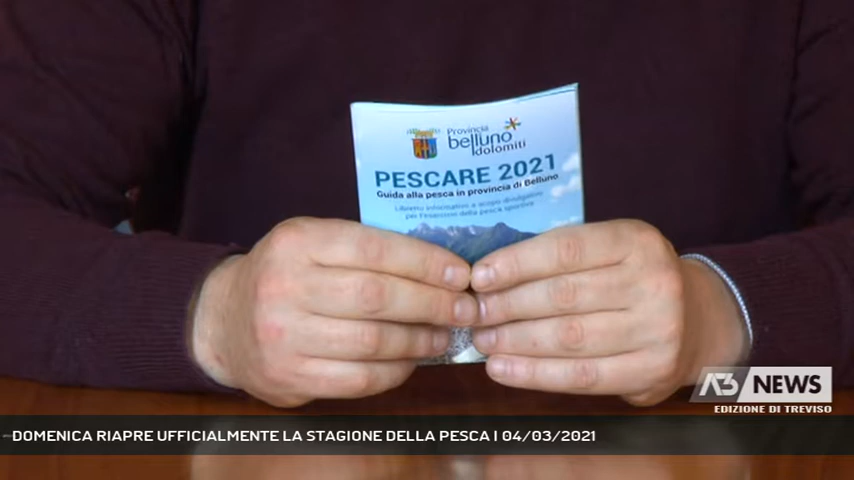 Provincia
belluno
dolomiti
PESCARE 2021
Guida alla pesca in provincia di Belluno
Libretto informativo a scopo divulgativo
per l'esercizio della pesca sportiva
A3 NEWS
EDIZIONE DI TREVISO
DOMENICA RIAPRE UFFICIALMENTE LA STAGIONE DELLA PESCA | 04/03/2021